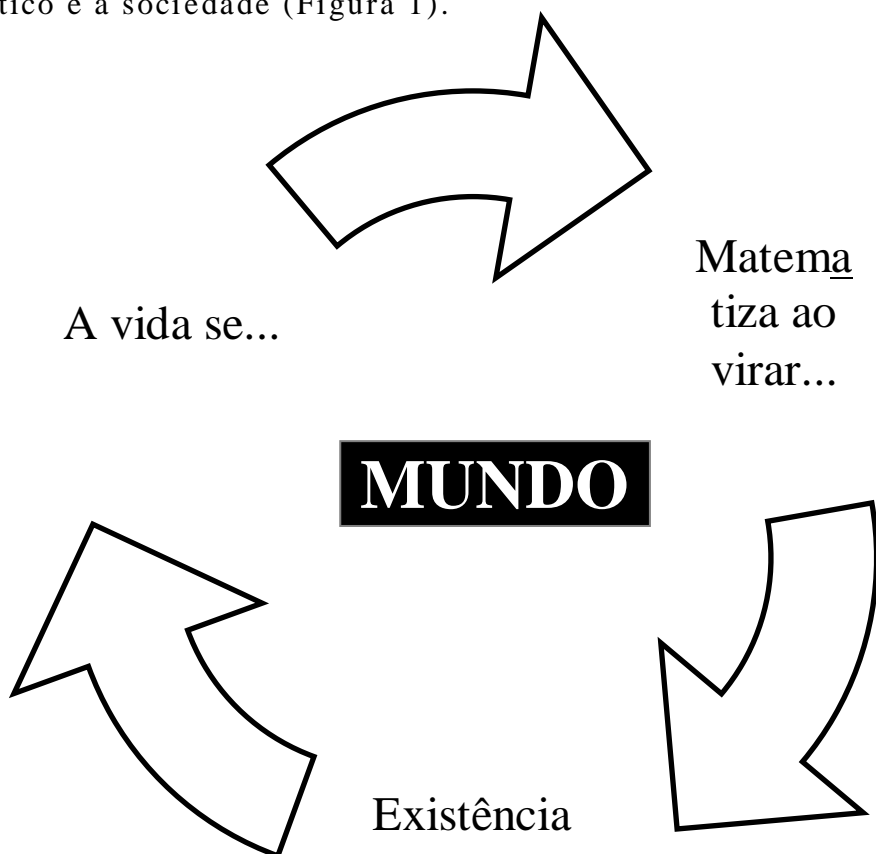 tico e a sociedade (Figura 1).
A vida se...
Matema
tiza ao
virar...
MUNDO
Existência